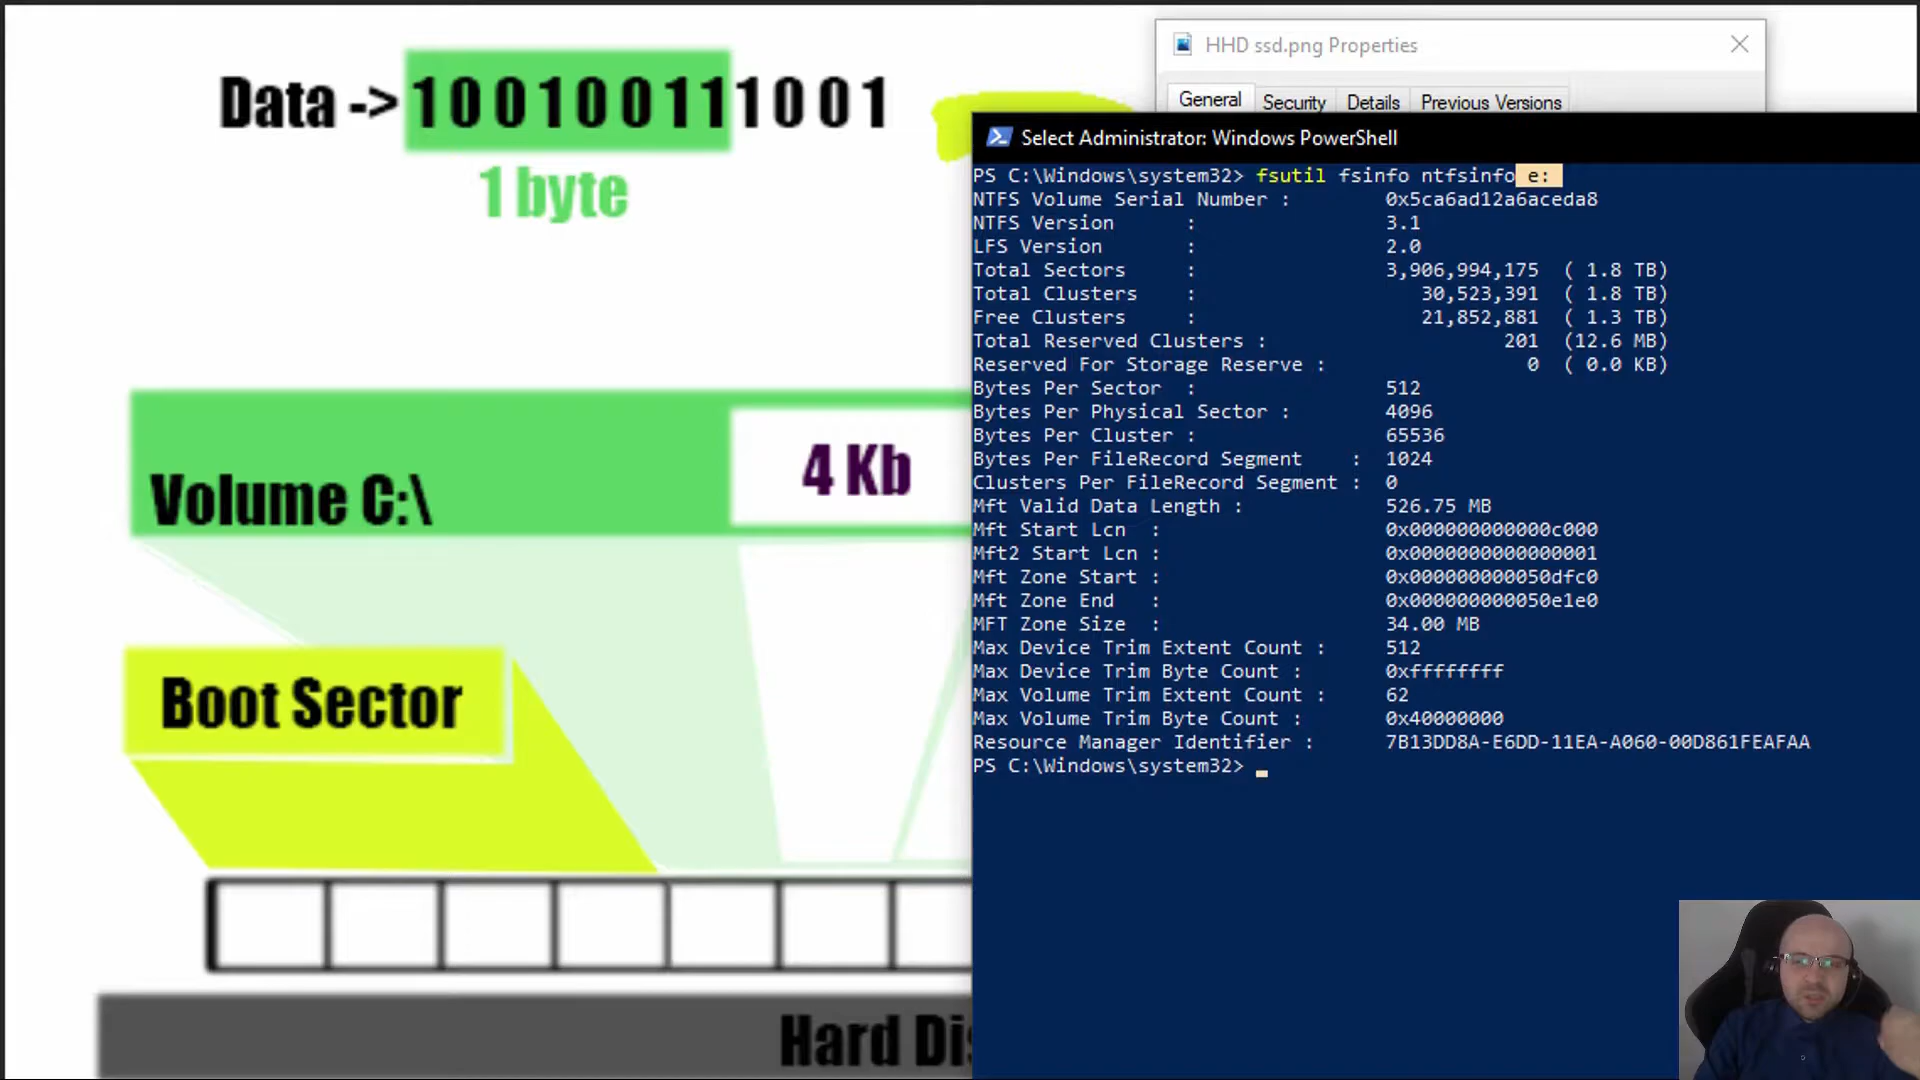 Data -> 100100111001
1 byte
Volume C:\
4 Kb
Boot Sector
Hard Dis
HHD ssd.png Properties
General Security Details Previous Versions
Select Administrator: Windows PowerShell
PS C:\Windows\system32> fsutil fsinfo ntfsinfo e:
NTFS Volume Serial Number : 0x5ca6ad12a6aceda8
NTFS Version : 3.1
LFS Version : 2.0
Total Sectors : 3,906,994,175 ( 1.8 TB)
Total Clusters : 30,523,391 ( 1.8 TB)
Free Clusters : 21,852,881 ( 1.3 TB)
Total Reserved Clusters : 201 (12.6 MB)
Reserved For Storage Reserve : 0 ( 0.0 KB)
Bytes Per Sector : 512
Bytes Per Physical Sector : 4096
Bytes Per Cluster : 65536
Bytes Per FileRecord Segment : 1024
Clusters Per FileRecord Segment : 0
Mft Valid Data Length : 526.75 MB
Mft Start Lcn : 0x000000000000c000
Mft2 Start Lcn : 0x0000000000000001
Mft Zone Start : 0x000000000050dfc0
Mft Zone End : 0x000000000050e1e0
MFT Zone Size : 34.00 MB
Max Device Trim Extent Count : 512
Max Device Trim Byte Count : 0xffffffff
Max Volume Trim Extent Count : 62
Max Volume Trim Byte Count : 0x40000000
Resource Manager Identifier : 7B13DD8A-E6DD-11EA-A060-00D861FEAFAA
PS C:\Windows\system32>